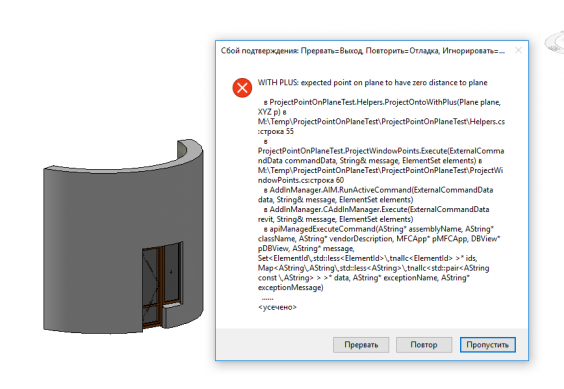 Сбой подтверждения: Прервать=Выход, Повторить=Отладка, Игнорировать=...
WITH PLUS: expected point on plane to have zero distance to plane
в ProjectPointOnPlaneTest.Helpers.ProjectOntoWithPlus(Plane plane,
XYZ p) в
M:\Temp\ProjectPointOnPlaneTest\ProjectPointOnPlaneTest\Helpers.cs
:строка 55
в
ProjectPointOnPlaneTest.ProjectWindowPoints.Execute(ExternalComma
ndData commandData, String& message, ElementSet elements) в
M:\Temp\ProjectPointOnPlaneTest\ProjectPointOnPlaneTest\ProjectWi
ndowPoints.cs:строка 60
в AddInManager.AIM.RunActiveCommand(ExternalCommandData
data, String& message, ElementSet elements)
в AddInManager.CAddInManager.Execute(ExternalCommandData
revit, String& message, ElementSet elements)
в apiManagedExecuteCommand(AString* assemblyName, AString*
className, AString* vendorDescription, MFCApp* pMFCApp, DBView*
pDBView, AString* message,
Set<ElementId\,std::less<ElementId>\,tnallc<ElementId> >* ids,
Map<AString\,AString\,std::less<AString>\,tnallc<std::pair<AString
const \,AString> > >* data, AString* exceptionName, AString*
exceptionMessage)
......
<усечено>
Прервать
Повтор
Пропустить